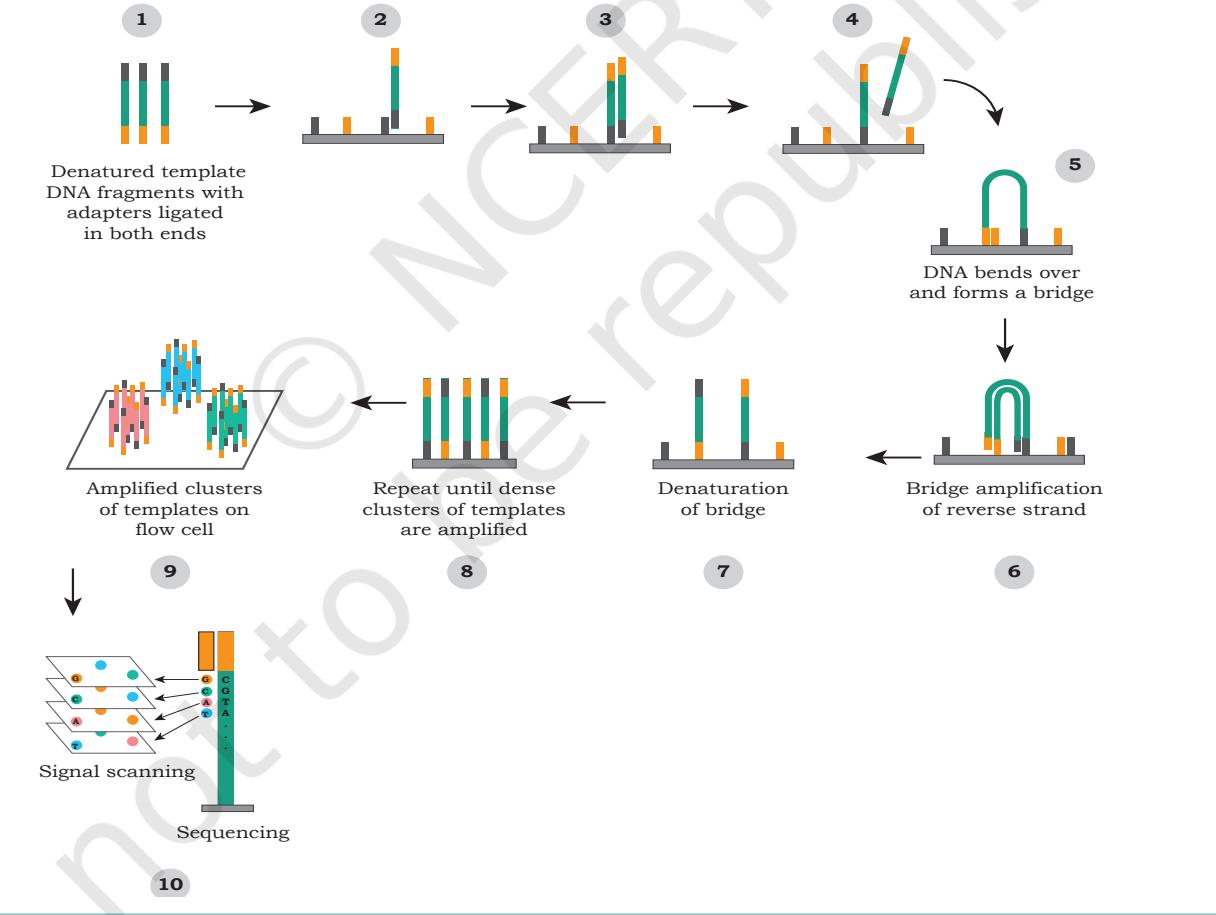 1
2
3
4
Denatured template
DNA fragments with
adapters ligated
in both ends
5
DNA bends over
and forms a bridge
Bridge amplification
of reverse strand
6
Denaturation
of bridge
7
Repeat until dense
clusters of templates
are amplified
8
Amplified clusters
of templates on
flow cell
9
G
C
A
T
G
C
A
T
C
G
T
A
.
.
.
Signal scanning
Sequencing
10
© NCERT
not to be republis